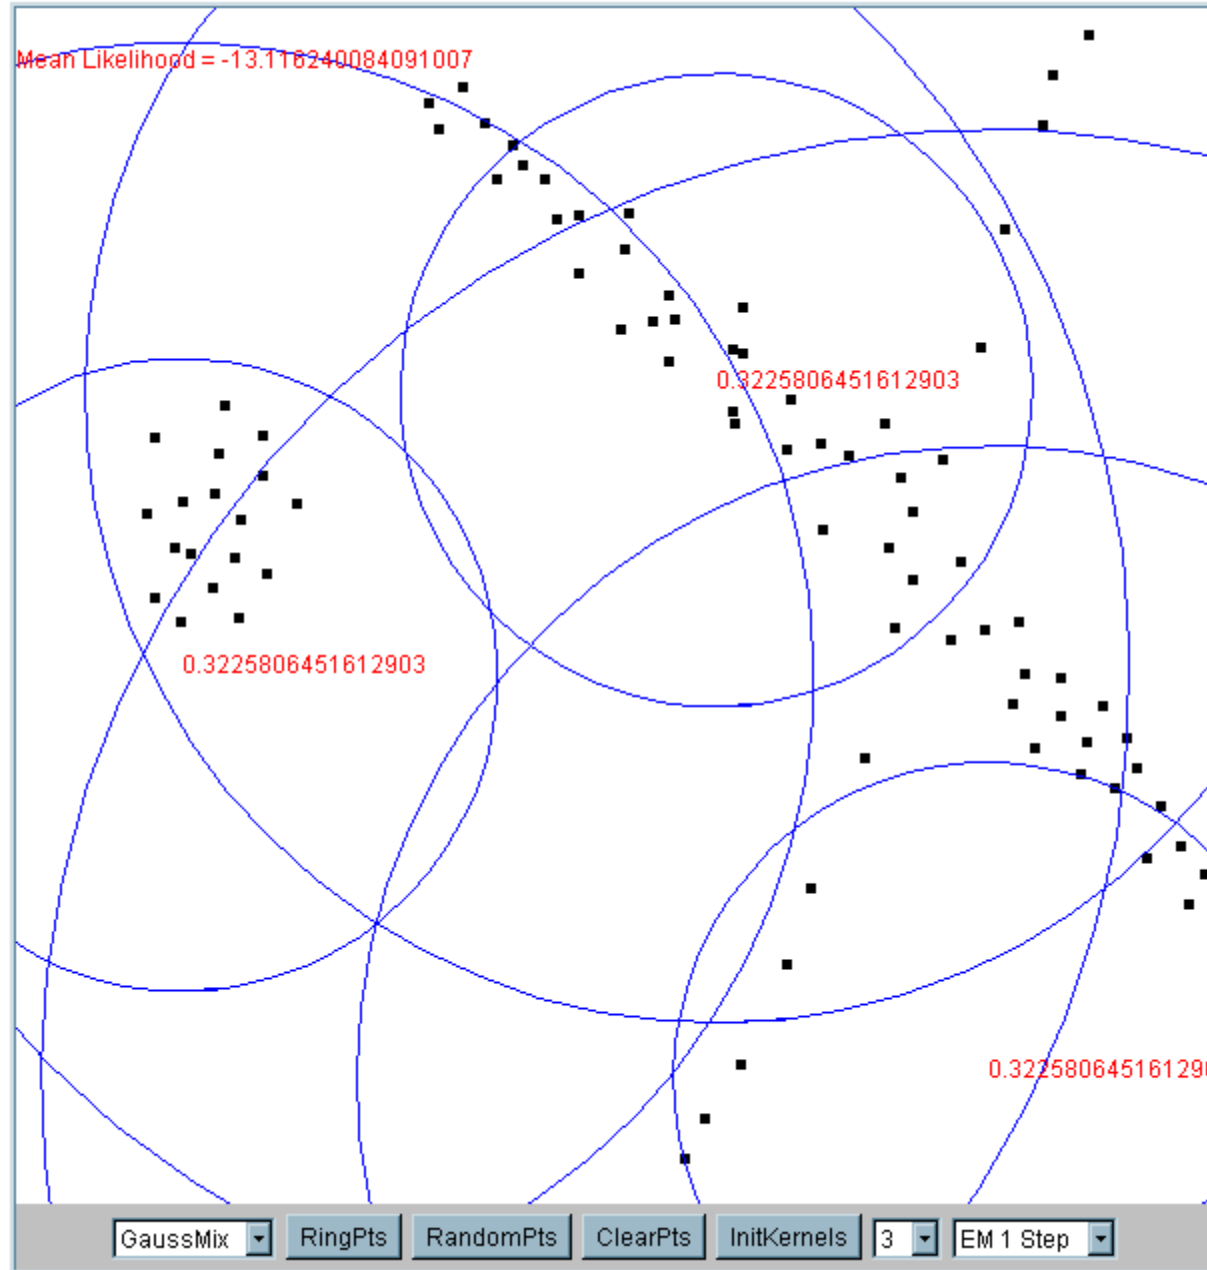 Mean Likelihood = -13.116240084091007
0.3225806451612903
0.3225806451612903
0.32258064516129
GaussMix RingPts RandomPts ClearPts InitKernels 3 EM 1 Step